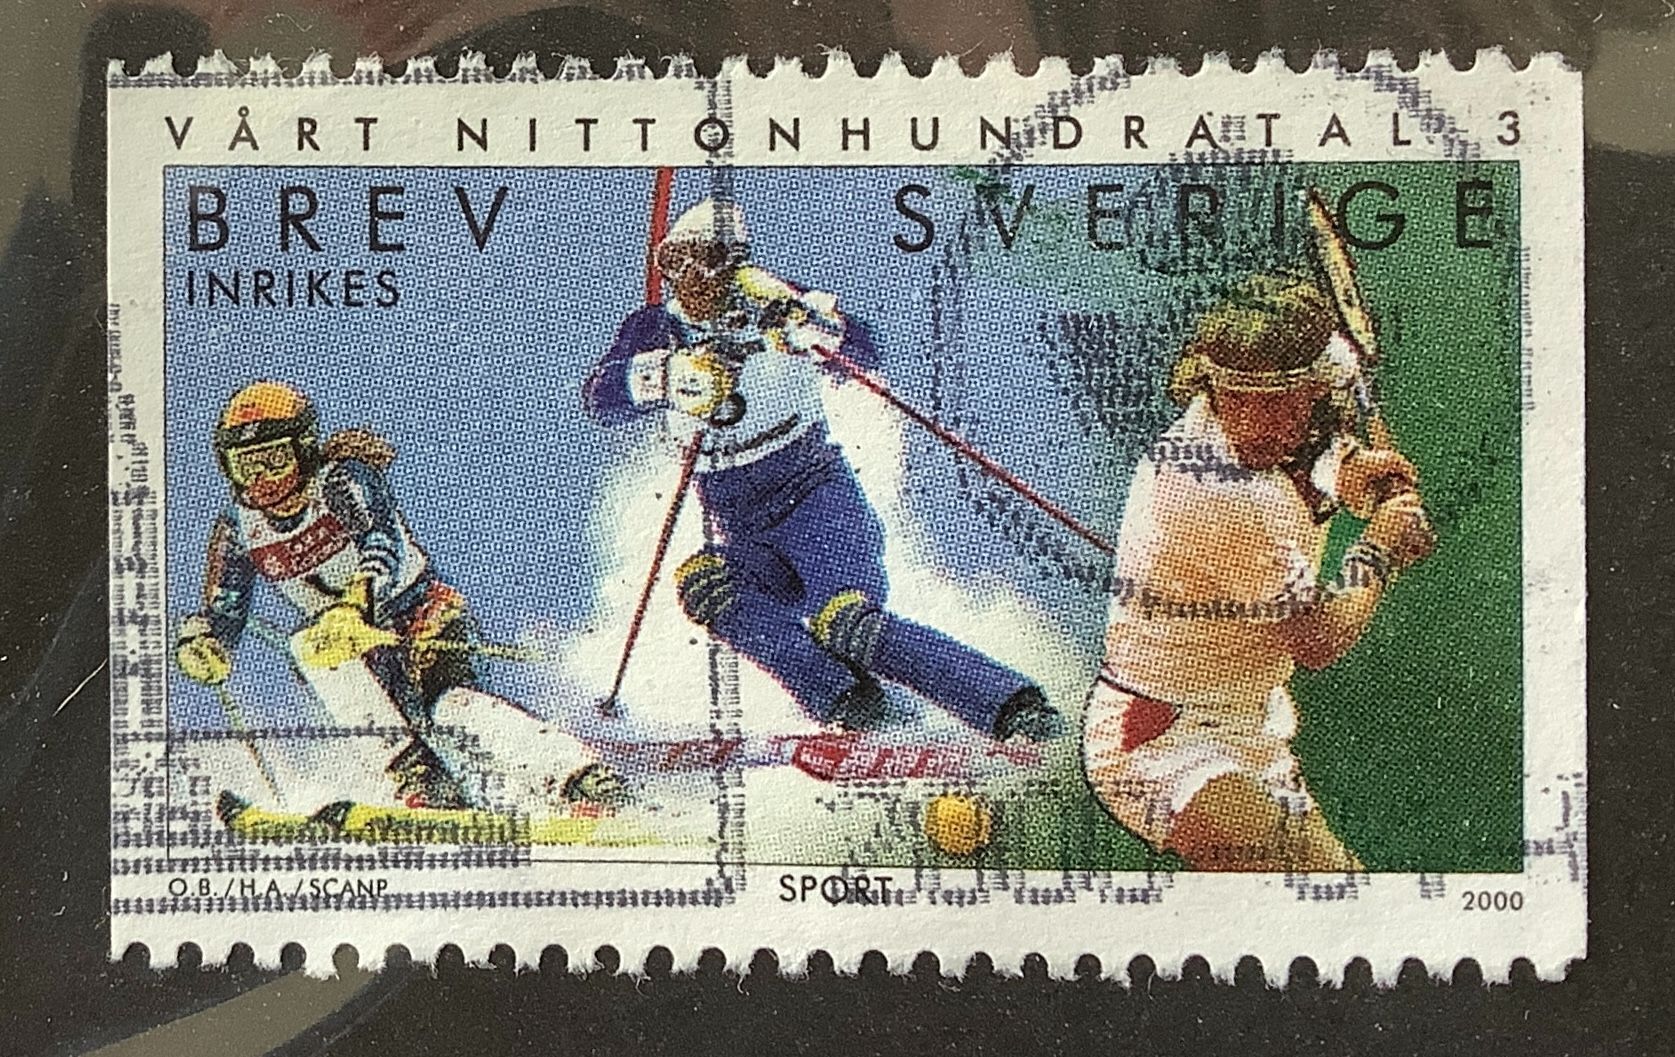 VÅRT NITTONHUNDRATAL 3
BREV SVERIGE
INRIKES
O.B./H.A./SCANP. SPORT 2000